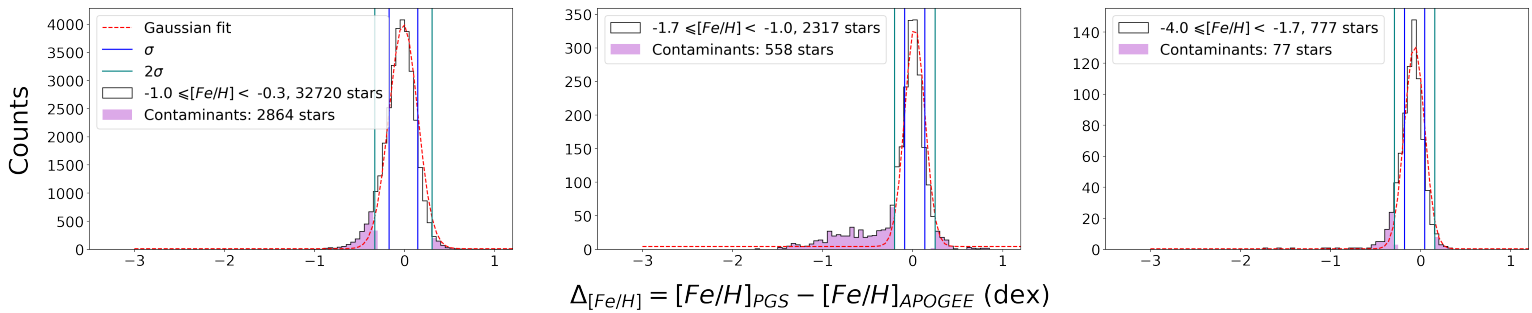 Counts
Gaussian fit
σ
2σ
-1.0 ⩽[Fe/H]< -0.3, 32720 stars
Contaminants: 2864 stars
4000
3500
3000
2500
2000
1500
1000
500
0
−3 −2 −1 0 1
-1.7 ⩽[Fe/H]< -1.0, 2317 stars
Contaminants: 558 stars
350
300
250
200
150
100
50
0
−3 −2 −1 0 1
-4.0 ⩽[Fe/H]< -1.7, 777 stars
Contaminants: 77 stars
140
120
100
80
60
40
20
0
−3 −2 −1 0 1
Δ[Fe/H] = [Fe/H]PGS − [Fe/H]APOGEE (dex)